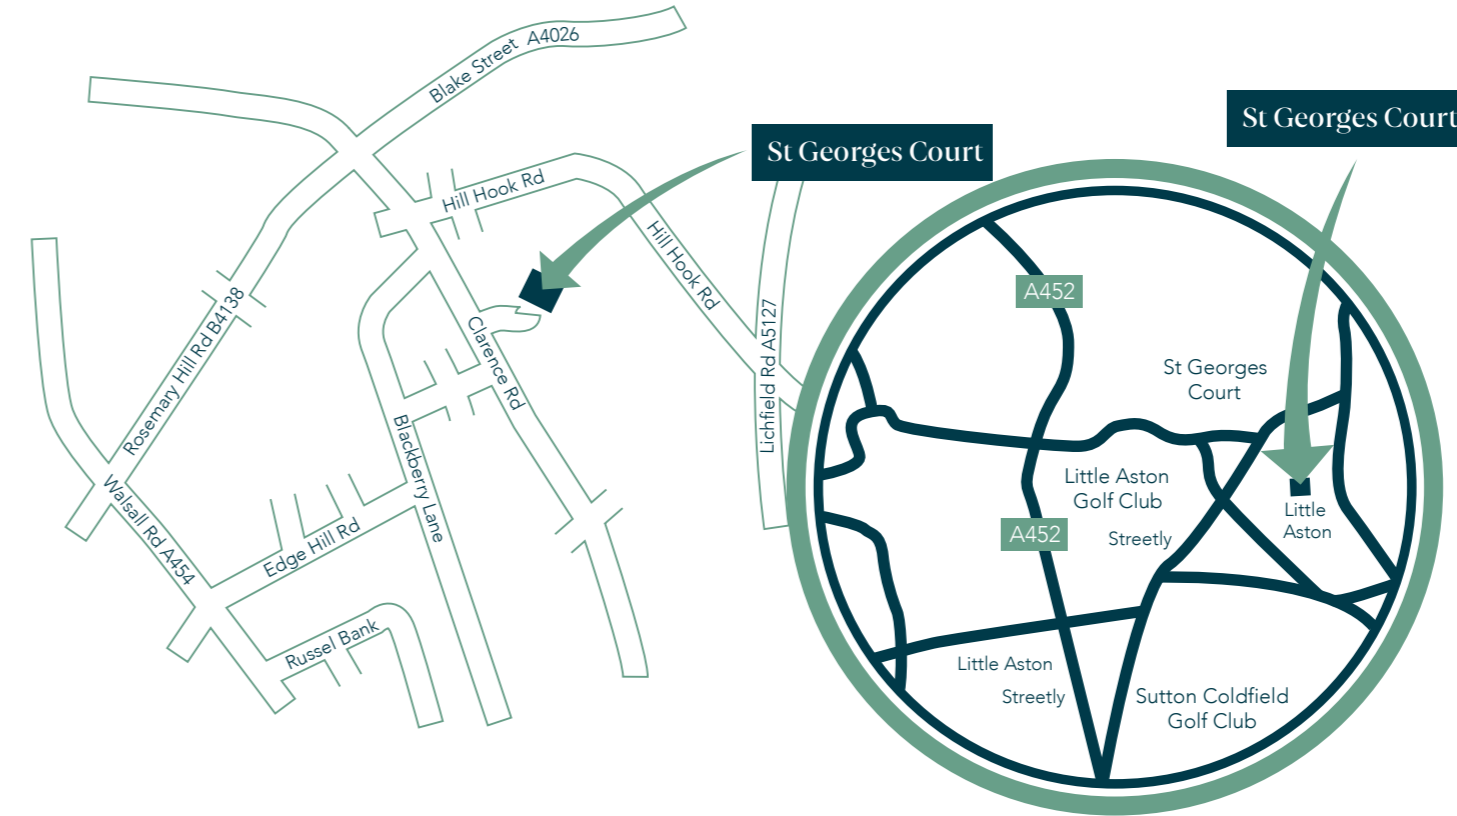 Blake Street A4026
St Georges Court
St Georges Court
Hill Hook Rd
Hill Hook Rd
Rosemary Hill Rd B4138
Clarence Rd
Lichfield Rd A5127
Blackberry Lane
Walsall Rd A454
Edge Hill Rd
Russel Bank
A452
St Georges
Court
Little Aston
Golf Club
A452
Streetly
Little
Aston
Little Aston
Streetly
Sutton Coldfield
Golf Club